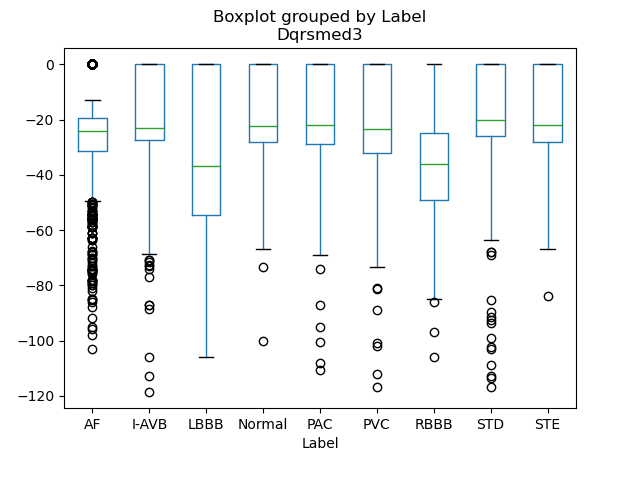 Boxplot grouped by Label
Dqrsmed3
0
−20
−40
−60
−80
−100
−120
AF I-AVB LBBB Normal PAC PVC RBBB STD STE
Label